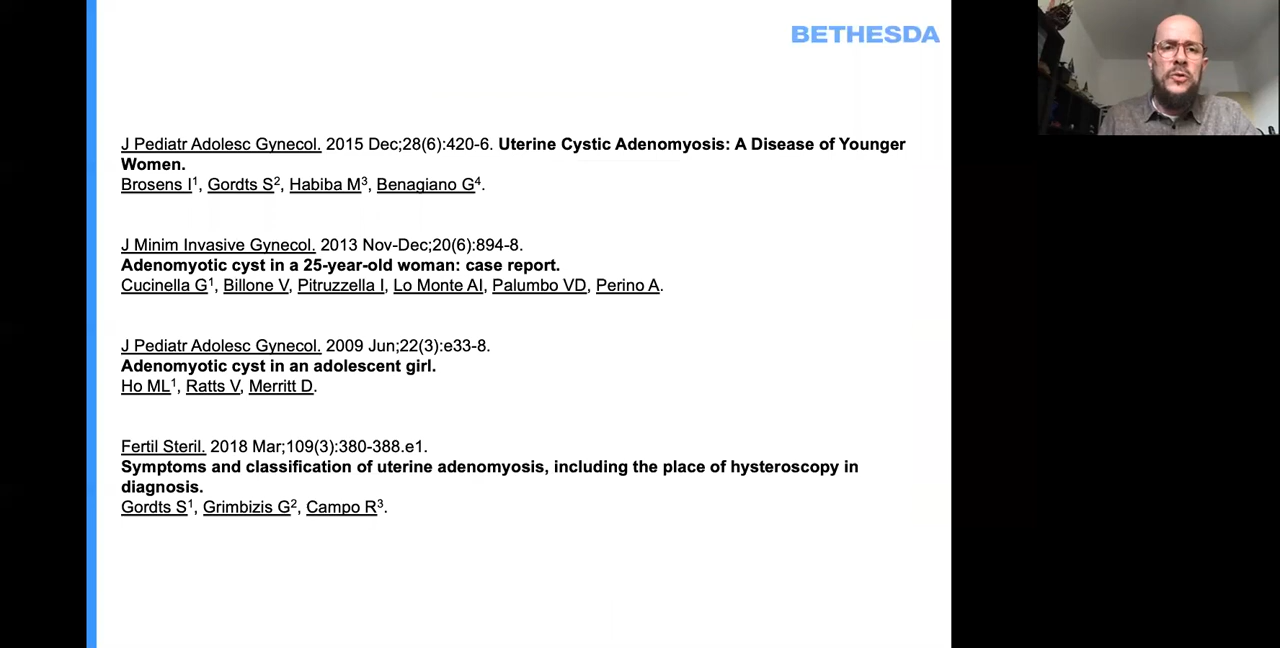 BETHESDA
J Pediatr Adolesc Gynecol. 2015 Dec;28(6):420-6. Uterine Cystic Adenomyosis: A Disease of Younger
Women.
Brosens I1, Gordts S2, Habiba M3, Benagiano G4.
J Minim Invasive Gynecol. 2013 Nov-Dec;20(6):894-8.
Adenomyotic cyst in a 25-year-old woman: case report.
Cucinella G1, Billone V, Pitruzzella I, Lo Monte AI, Palumbo VD, Perino A.
J Pediatr Adolesc Gynecol. 2009 Jun;22(3):e33-8.
Adenomyotic cyst in an adolescent girl.
Ho ML1, Ratts V, Merritt D.
Fertil Steril. 2018 Mar;109(3):380-388.e1.
Symptoms and classification of uterine adenomyosis, including the place of hysteroscopy in
diagnosis.
Gordts S1, Grimbizis G2, Campo R3.